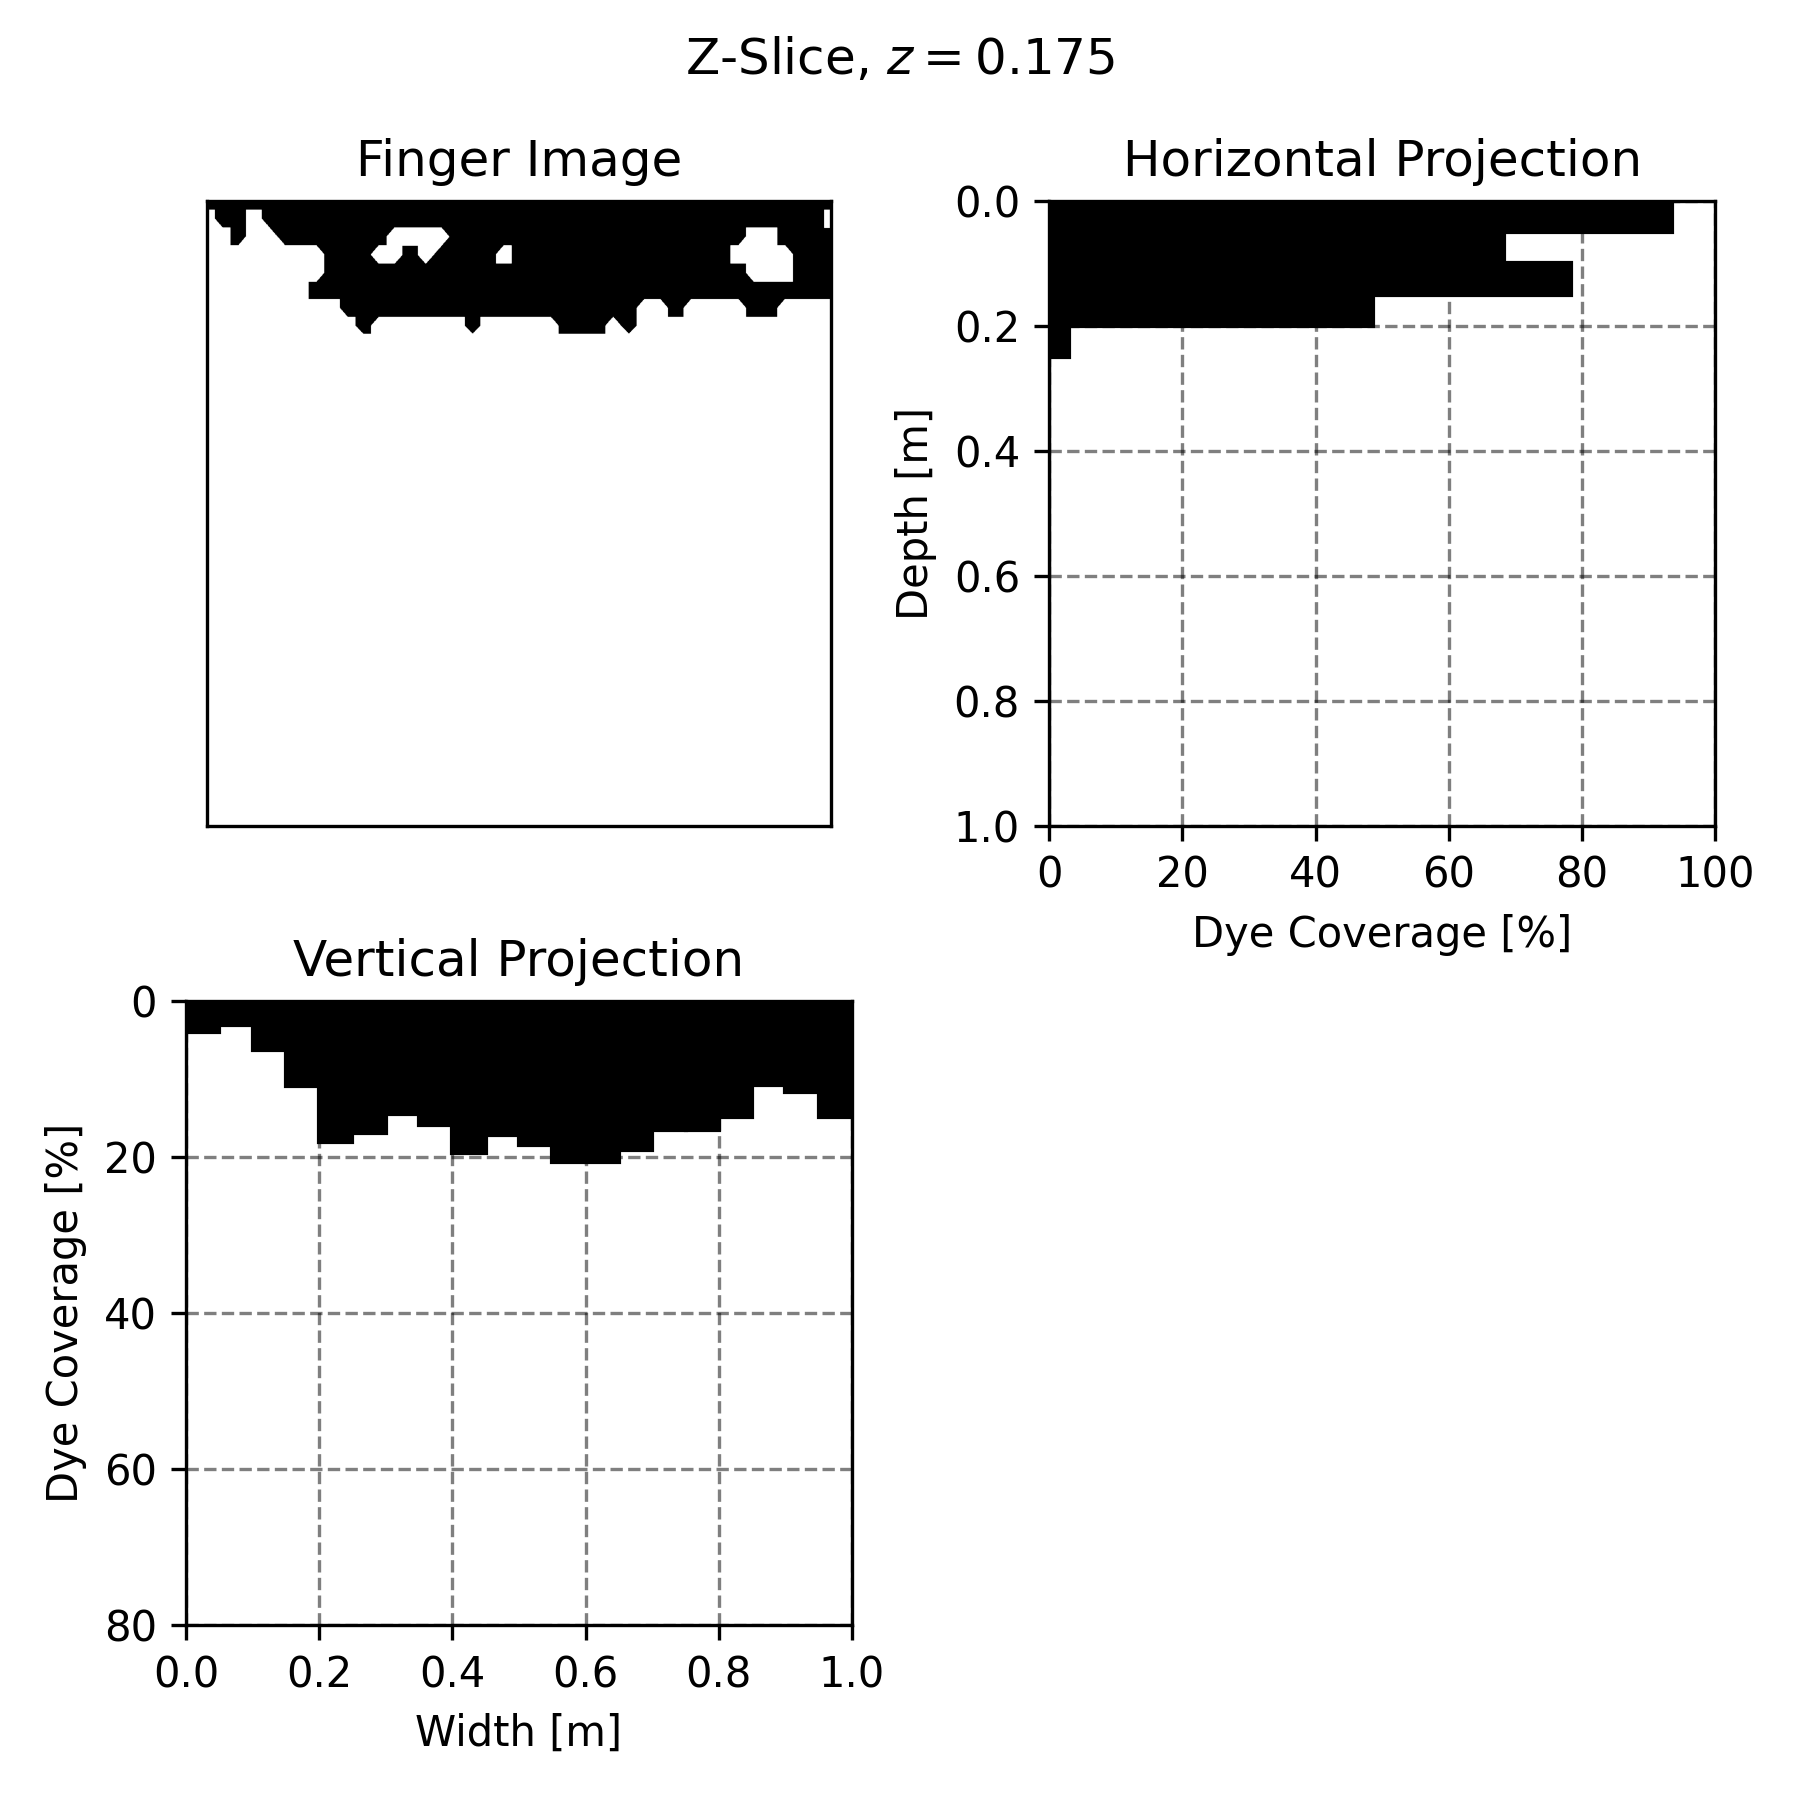 Z-Slice, z = 0.175
Finger Image
Horizontal Projection
0.0
0.2
0.4
0.6
0.8
1.0
Depth [m]
0 20 40 60 80 100
Dye Coverage [%]
Vertical Projection
0
20
40
60
80
Dye Coverage [%]
0.0 0.2 0.4 0.6 0.8 1.0
Width [m]